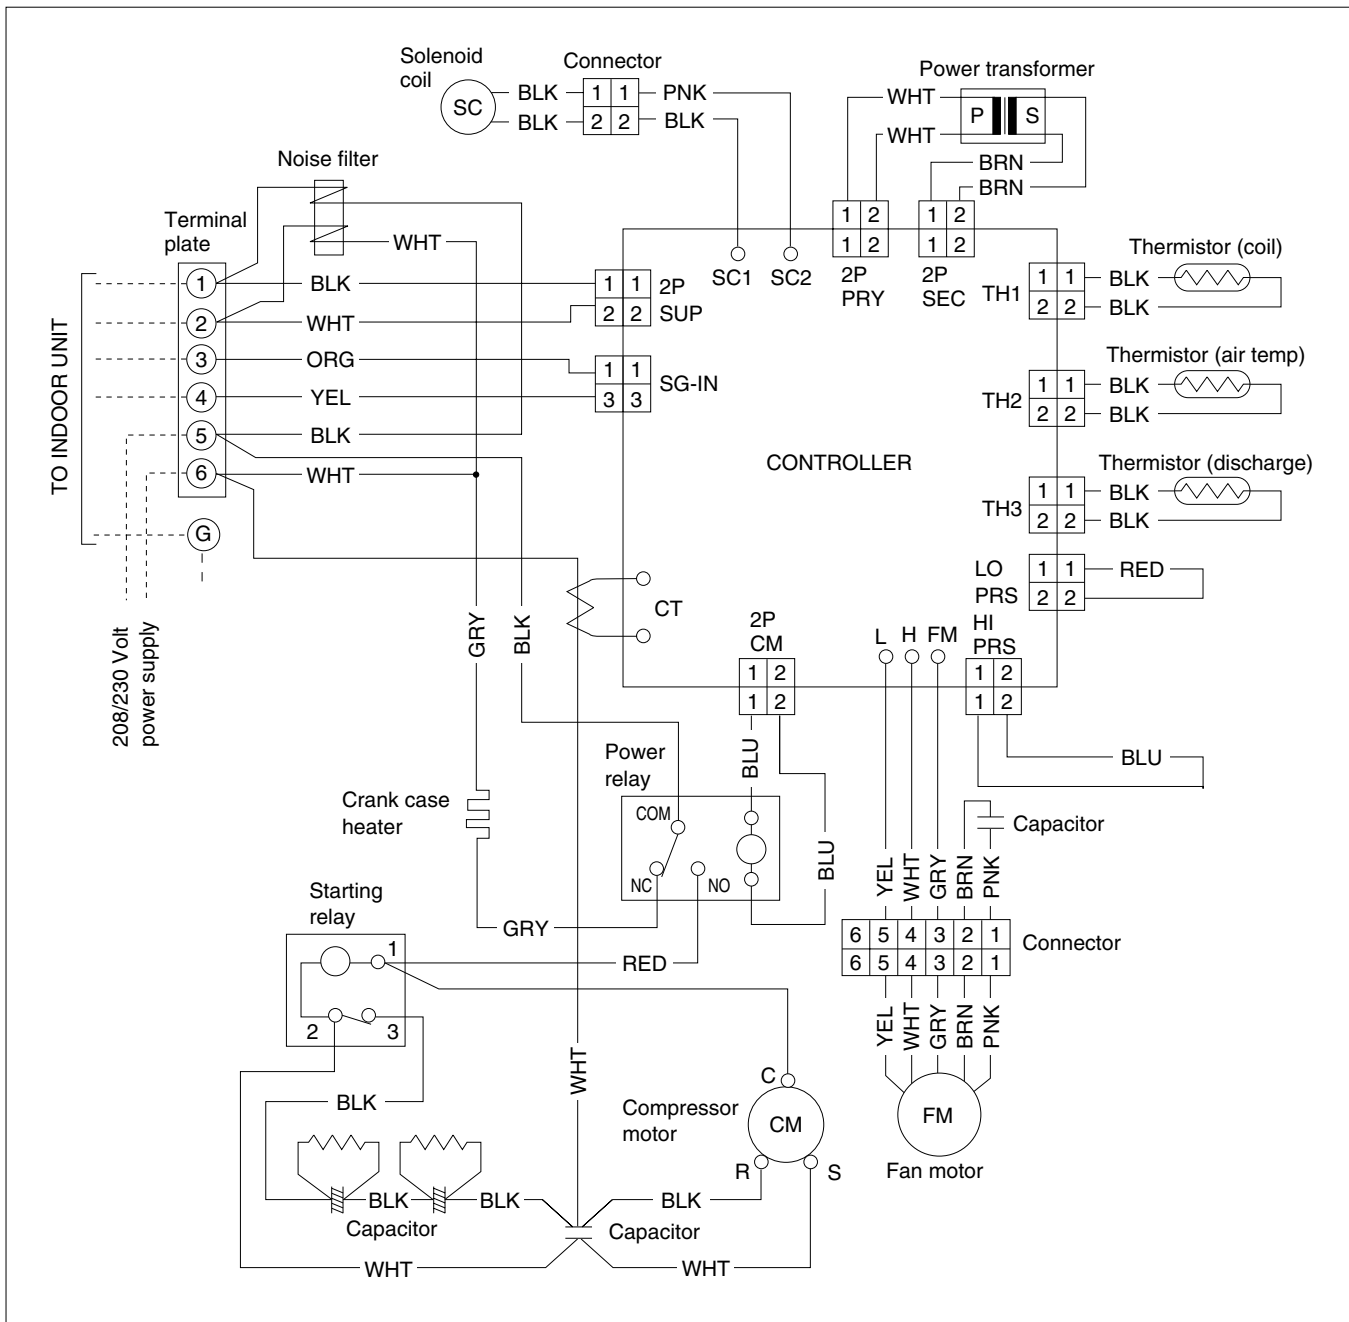 Solenoid
coil
SC
BLK
BLK
Connector
1 1
2 2
PNK
BLK
Power transformer
WHT
WHT
P S
BRN
BRN
Noise filter
WHT
Terminal
plate
1
2
3
4
5
6
G
TO INDOOR UNIT
208/230 Volt
power supply
BLK
WHT
ORG
YEL
BLK
WHT
1 1
2 2
2P
SUP
1 1
3 3
SG-IN
SC1
SC2
1 2
1 2
2P
PRY
1 2
1 2
2P
SEC
CONTROLLER
Thermistor (coil)
TH1
1 1
2 2
BLK
BLK
Thermistor (air temp)
TH2
1 1
2 2
BLK
BLK
Thermistor (discharge)
TH3
1 1
2 2
BLK
BLK
LO
PRS
1 1
2 2
RED
HI
PRS
1 2
1 2
BLU
CT
GRY
BLK
2P
CM
1 2
1 2
L
H
FM
BLU
BLU
Power
relay
COM
NC
NO
Crank case
heater
GRY
RED
Starting
relay
1
2
3
Capacitor
YEL
WHT
GRY
BRN
PNK
6 5 4 3 2 1
6 5 4 3 2 1
Connector
YEL
WHT
GRY
BRN
PNK
FM
Fan motor
WHT
C
Compressor
motor
CM
R
S
BLK
BLK
BLK
BLK
Capacitor
Capacitor
WHT
WHT